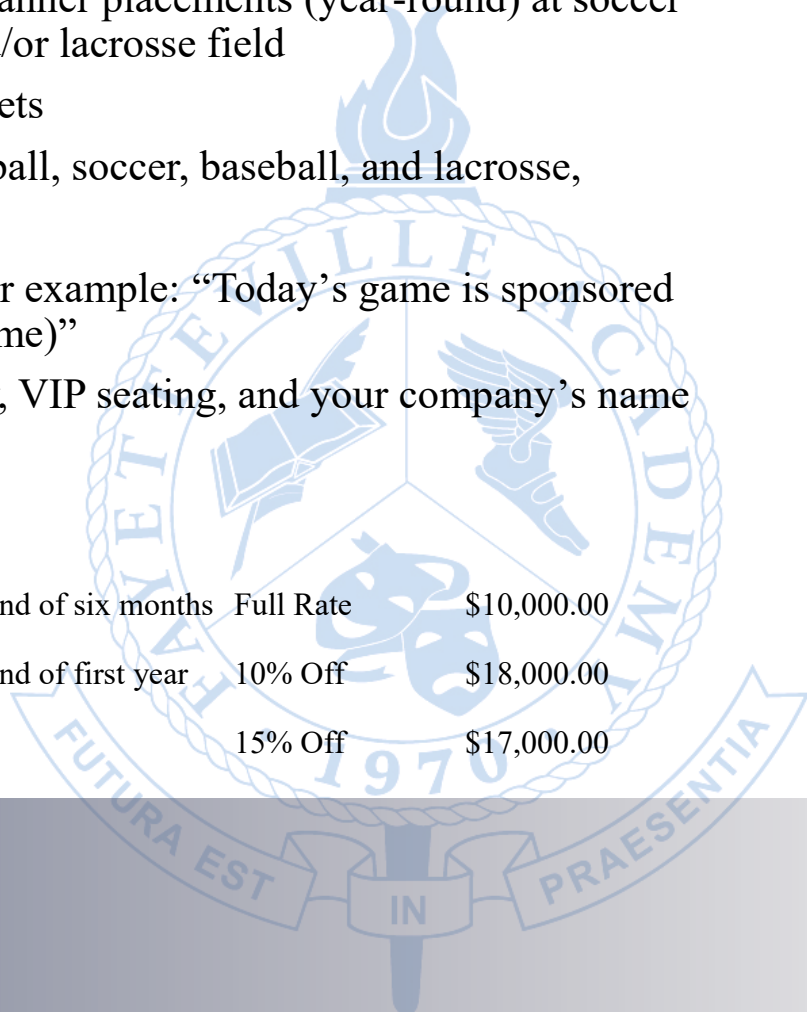 anner placements (year-round) at soccer
/or lacrosse field
ets
ball, soccer, baseball, and lacrosse,
r example: “Today’s game is sponsored
me)”
, VIP seating, and your company’s name
nd of six months Full Rate $10,000.00
nd of first year 10% Off $18,000.00
15% Off $17,000.00
FAYETTEVILLE ACADEMY
1970
FUTURA EST IN PRAESENTIA